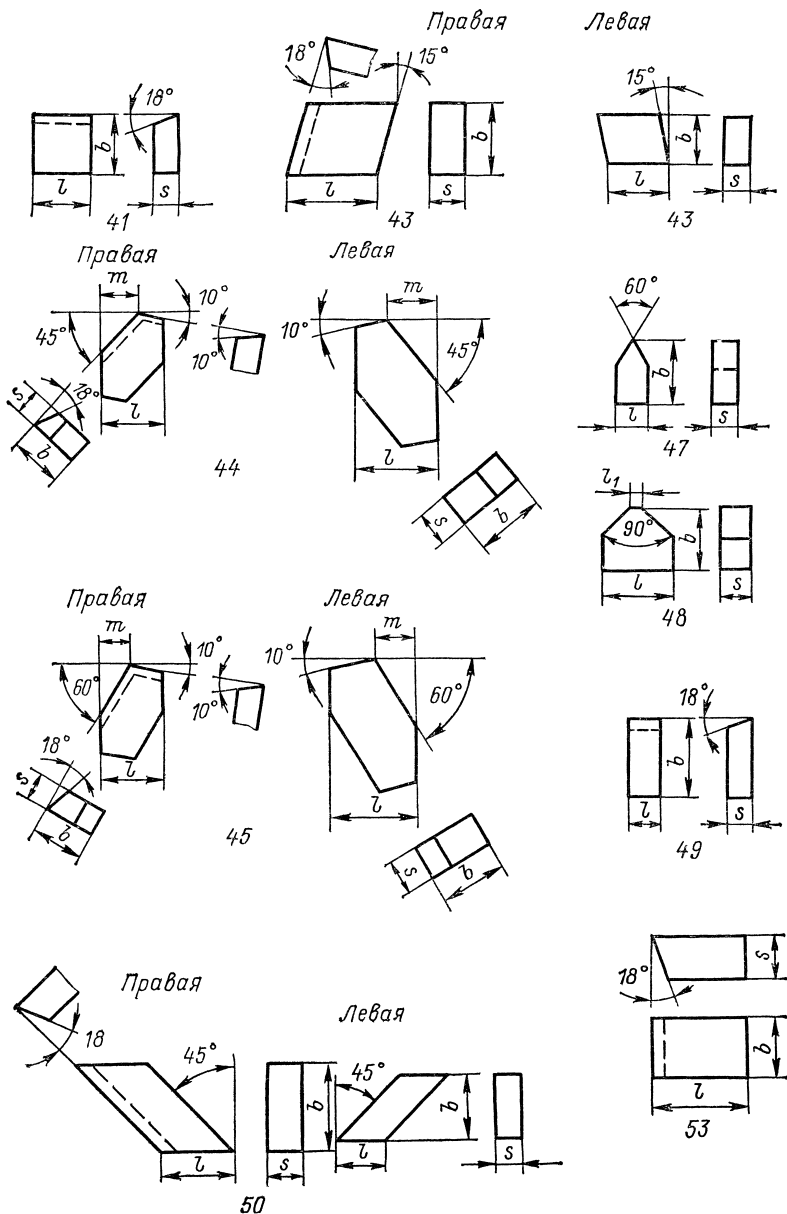 Правая Левая
18° 15° 15°
18°
b b b
l s l s l s
41 43 43
Правая Левая
m 10° m 60°
45° 10° 10° 45° b
s 18° l s
b l 44 l 47
s b l₁
90° b
l s
48
Правая Левая
m 10° m
60° 10° 10° 60° 18°
18° b
s l l l s
b 45 49
s b
Правая Левая
18 45° 45° 18° s
b b b
l s l s l
50 53